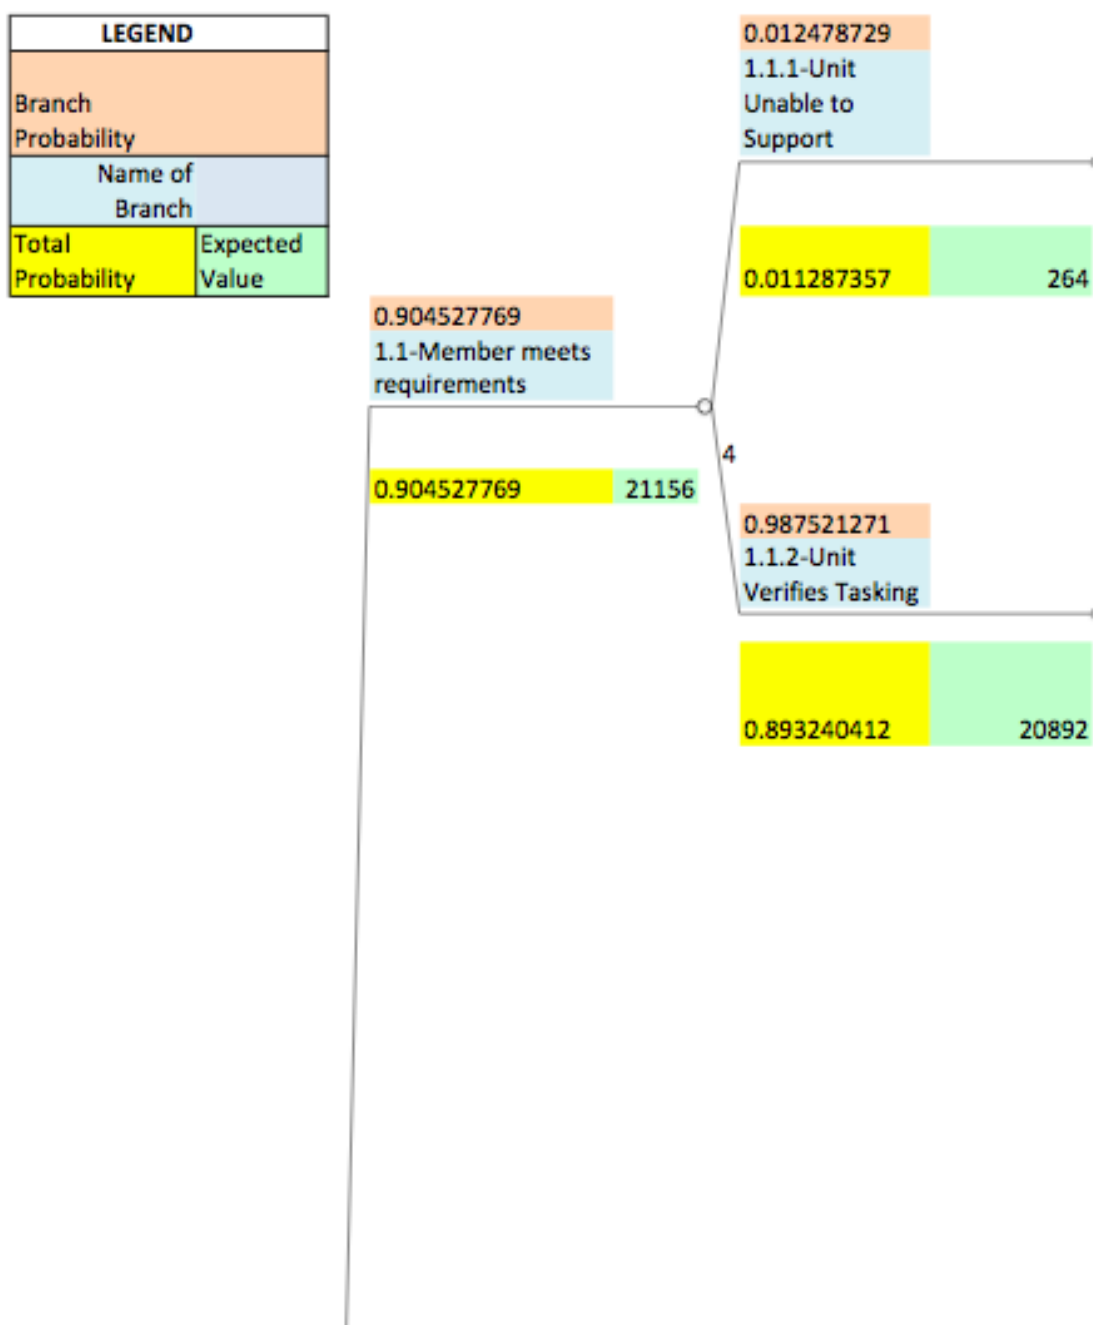 LEGEND
Branch
Probability
Name of
Branch
Total
Probability
Expected
Value
0.904527769
1.1-Member meets
requirements
0.904527769
21156
0.012478729
1.1.1-Unit
Unable to
Support
0.011287357
264
4
0.987521271
1.1.2-Unit
Verifies Tasking
0.893240412
20892